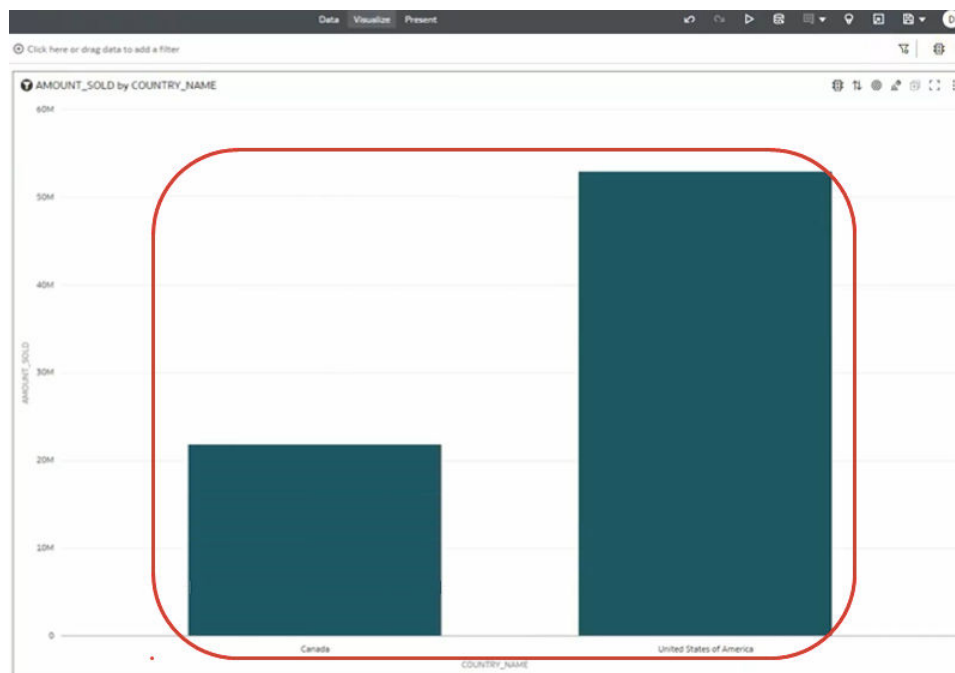 Data Visualize Present
Click here or drag data to add a filter
AMOUNT_SOLD by COUNTRY_NAME
60M
50M
40M
AMOUNT_SOLD
30M
20M
10M
0
Canada United States of America
COUNTRY_NAME